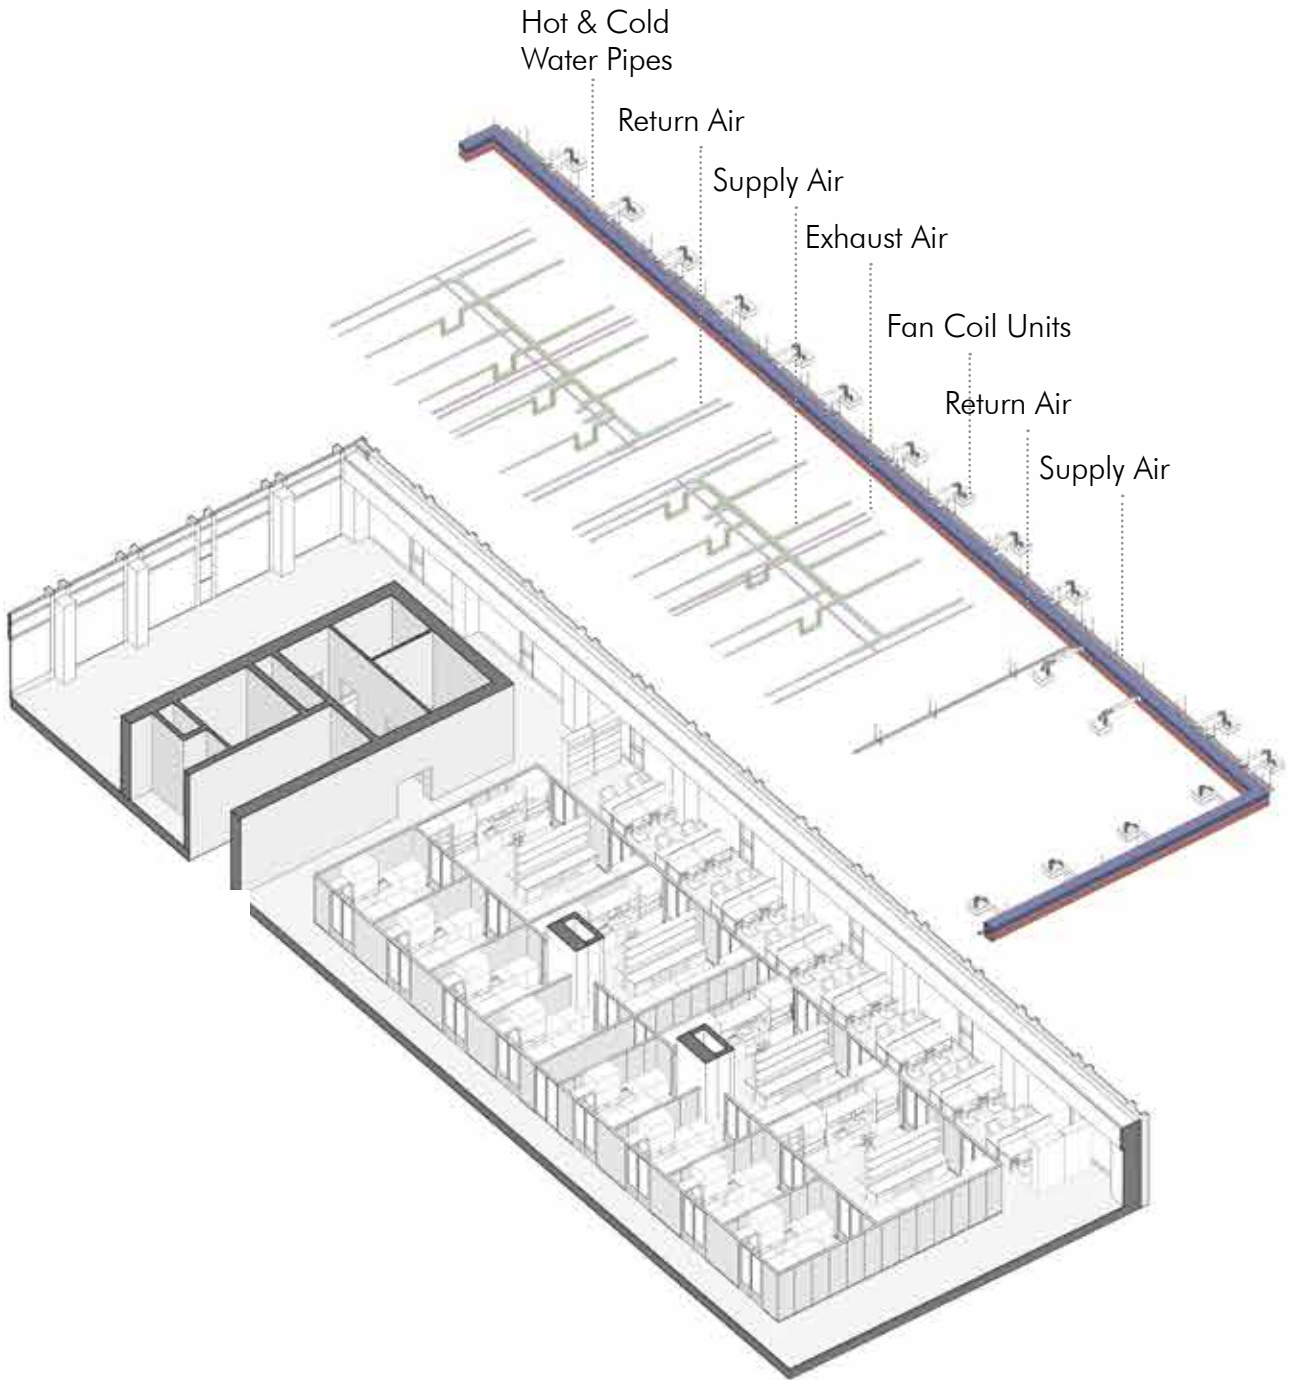 Hot & Cold
Water Pipes
Return Air
Supply Air
Exhaust Air
Fan Coil Units
Return Air
Supply Air